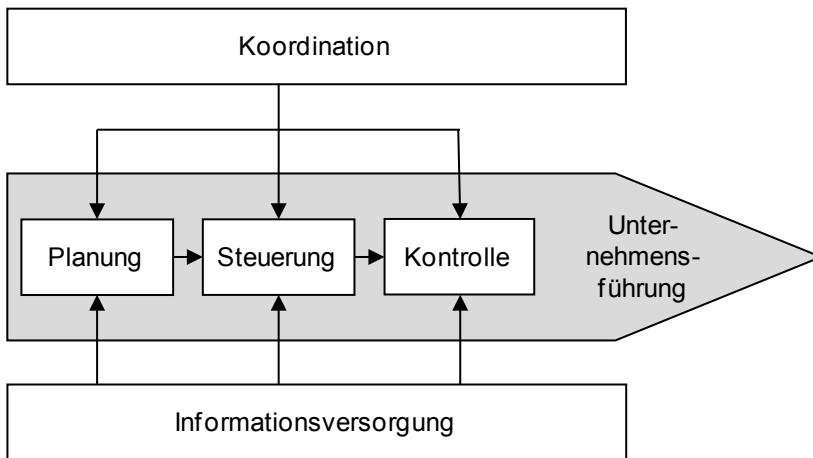 Koordination
Planung
Steuerung
Kontrolle
Unter-
nehmens-
führung
Informationsversorgung